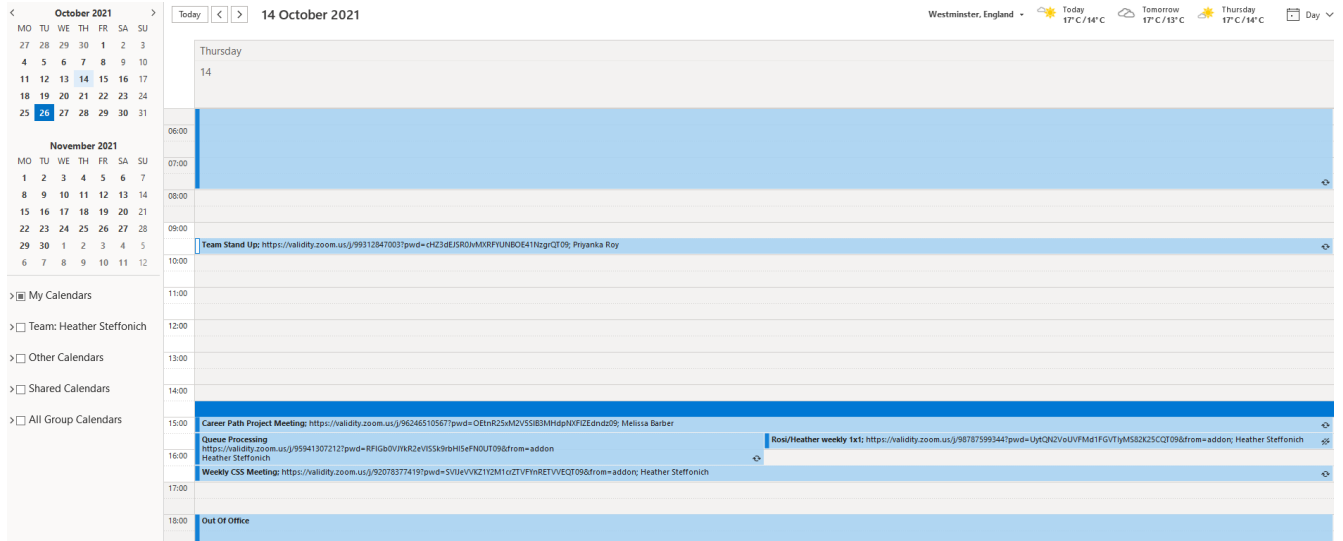 October 2021
MO TU WE TH FR SA SU
27 28 29 30 1 2 3
4 5 6 7 8 9 10
11 12 13 14 15 16 17
18 19 20 21 22 23 24
25 26 27 28 29 30 31
November 2021
MO TU WE TH FR SA SU
1 2 3 4 5 6 7
8 9 10 11 12 13 14
15 16 17 18 19 20 21
22 23 24 25 26 27 28
29 30 1 2 3 4 5
6 7 8 9 10 11 12
My Calendars
Team: Heather Steffonich
Other Calendars
Shared Calendars
All Group Calendars
Today 14 October 2021
Westminster, England
Today
17° C / 14° C
Tomorrow
17° C / 13° C
Thursday
17° C / 14° C
Day
Thursday
14
06:00
07:00
08:00
09:00
Team Stand Up; https://validity.zoom.us/j/99312847003?pwd=cHZ3dEJSR0JvMXRFYUNBOE41NzgrQT09; Priyanka Roy
10:00
11:00
12:00
13:00
14:00
15:00
Career Path Project Meeting; https://validity.zoom.us/j/96246510567?pwd=OEtnR25xM2V5SlB3MHdpNXFlZEdndz09; Melissa Barber
Queue Processing
https://validity.zoom.us/j/95941307212?pwd=RFlGb0VJYkR2eVlSSk9rbHl5eFN0UT09&from=addon
Heather Steffonich
Rosi/Heather weekly 1x1; https://validity.zoom.us/j/98787599344?pwd=UytQN2VoUVFMd1FGVTlyMS82K25CQT09&from=addon; Heather Steffonich
16:00
Weekly CSS Meeting; https://validity.zoom.us/j/92078377419?pwd=SVlJeVVKZ1Y2M1crZTVFYnRETVVEQT09&from=addon; Heather Steffonich
17:00
18:00
Out Of Office